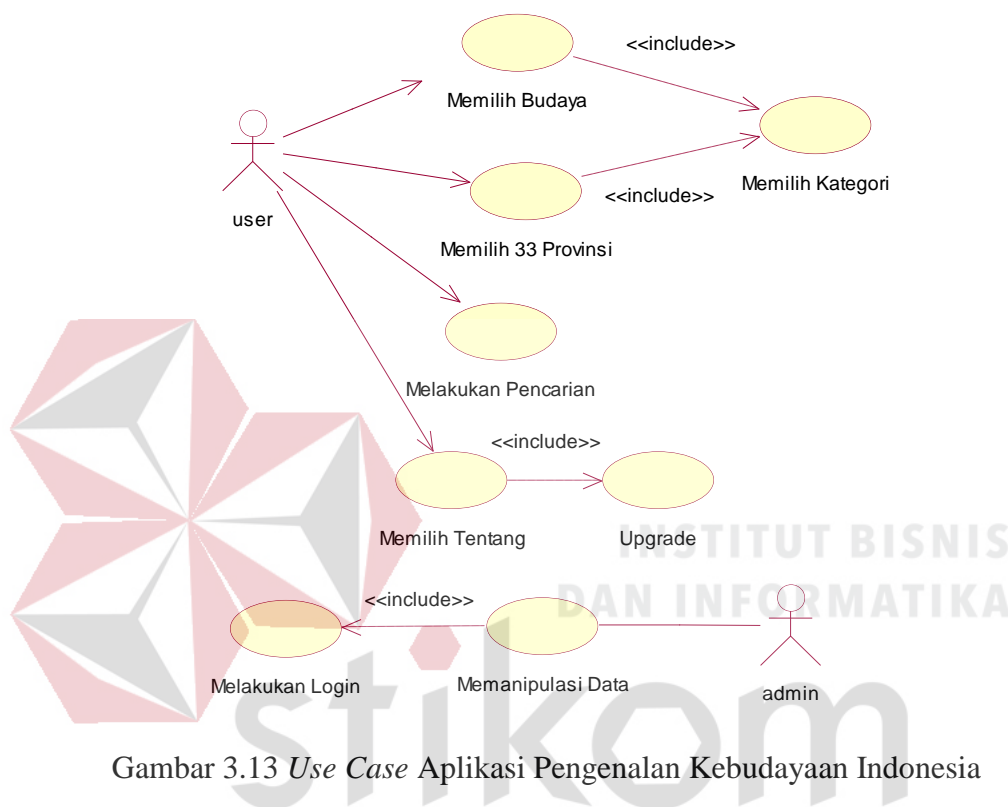 <<include>>
Memilih Budaya
Memilih Kategori
<<include>>
user
Memilih 33 Provinsi
Melakukan Pencarian
<<include>>
Memilih Tentang
Upgrade
INSTITUT BISNIS
DAN INFORMATIKA
<<include>>
Melakukan Login
Memanipulasi Data
admin
stikom
Gambar 3.13 Use Case Aplikasi Pengenalan Kebudayaan Indonesia